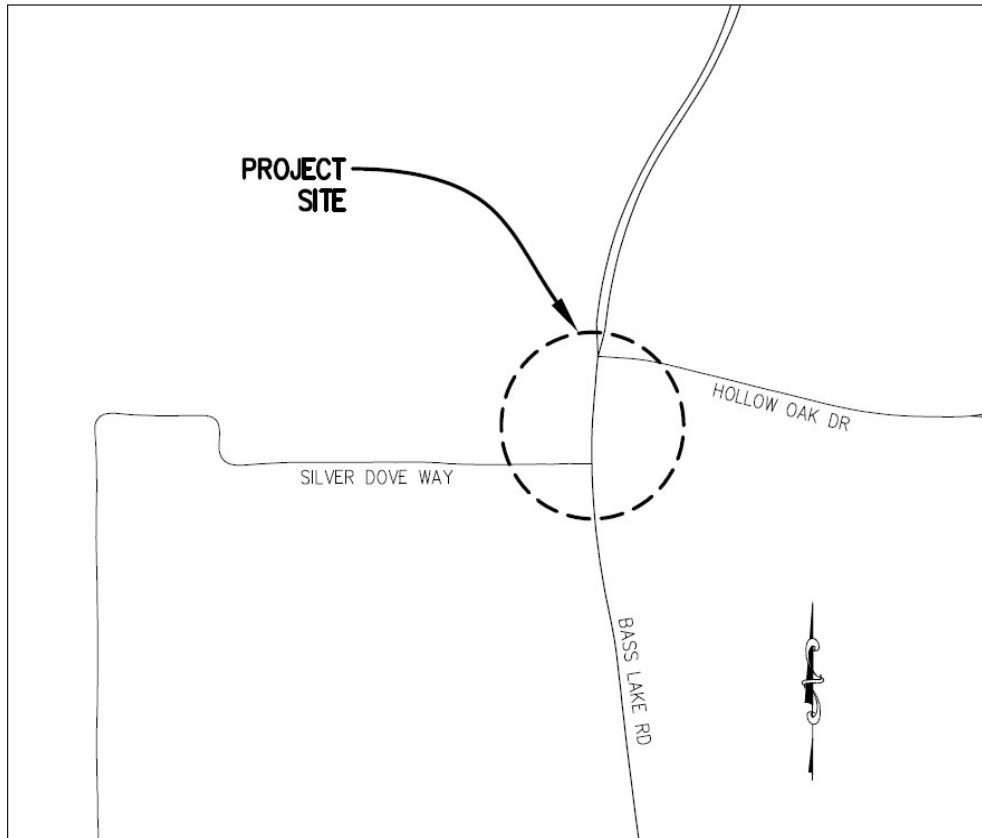 PROJECT
SITE
HOLLOW OAK DR
SILVER DOVE WAY
BASS LAKE RD